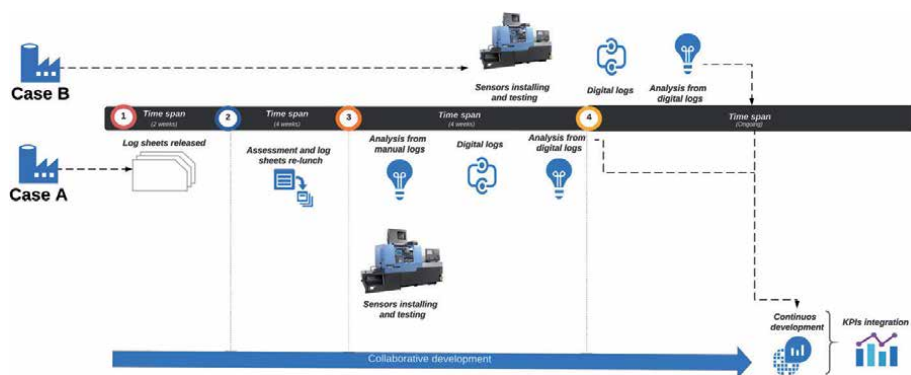 Case B
Sensors installing
and testing
Digital logs
Analysis from
digital logs
1
Time span
(2 weeks)
2
Time span
(4 weeks)
3
Time span
(4 weeks)
4
Time span
(Ongoing)
Log sheets released
Assessment and log
sheets re-lunch
Analysis from
manual logs
Digital logs
Analysis from
digital logs
Case A
Sensors installing
and testing
Continuos
development
KPIs integration
Collaborative development